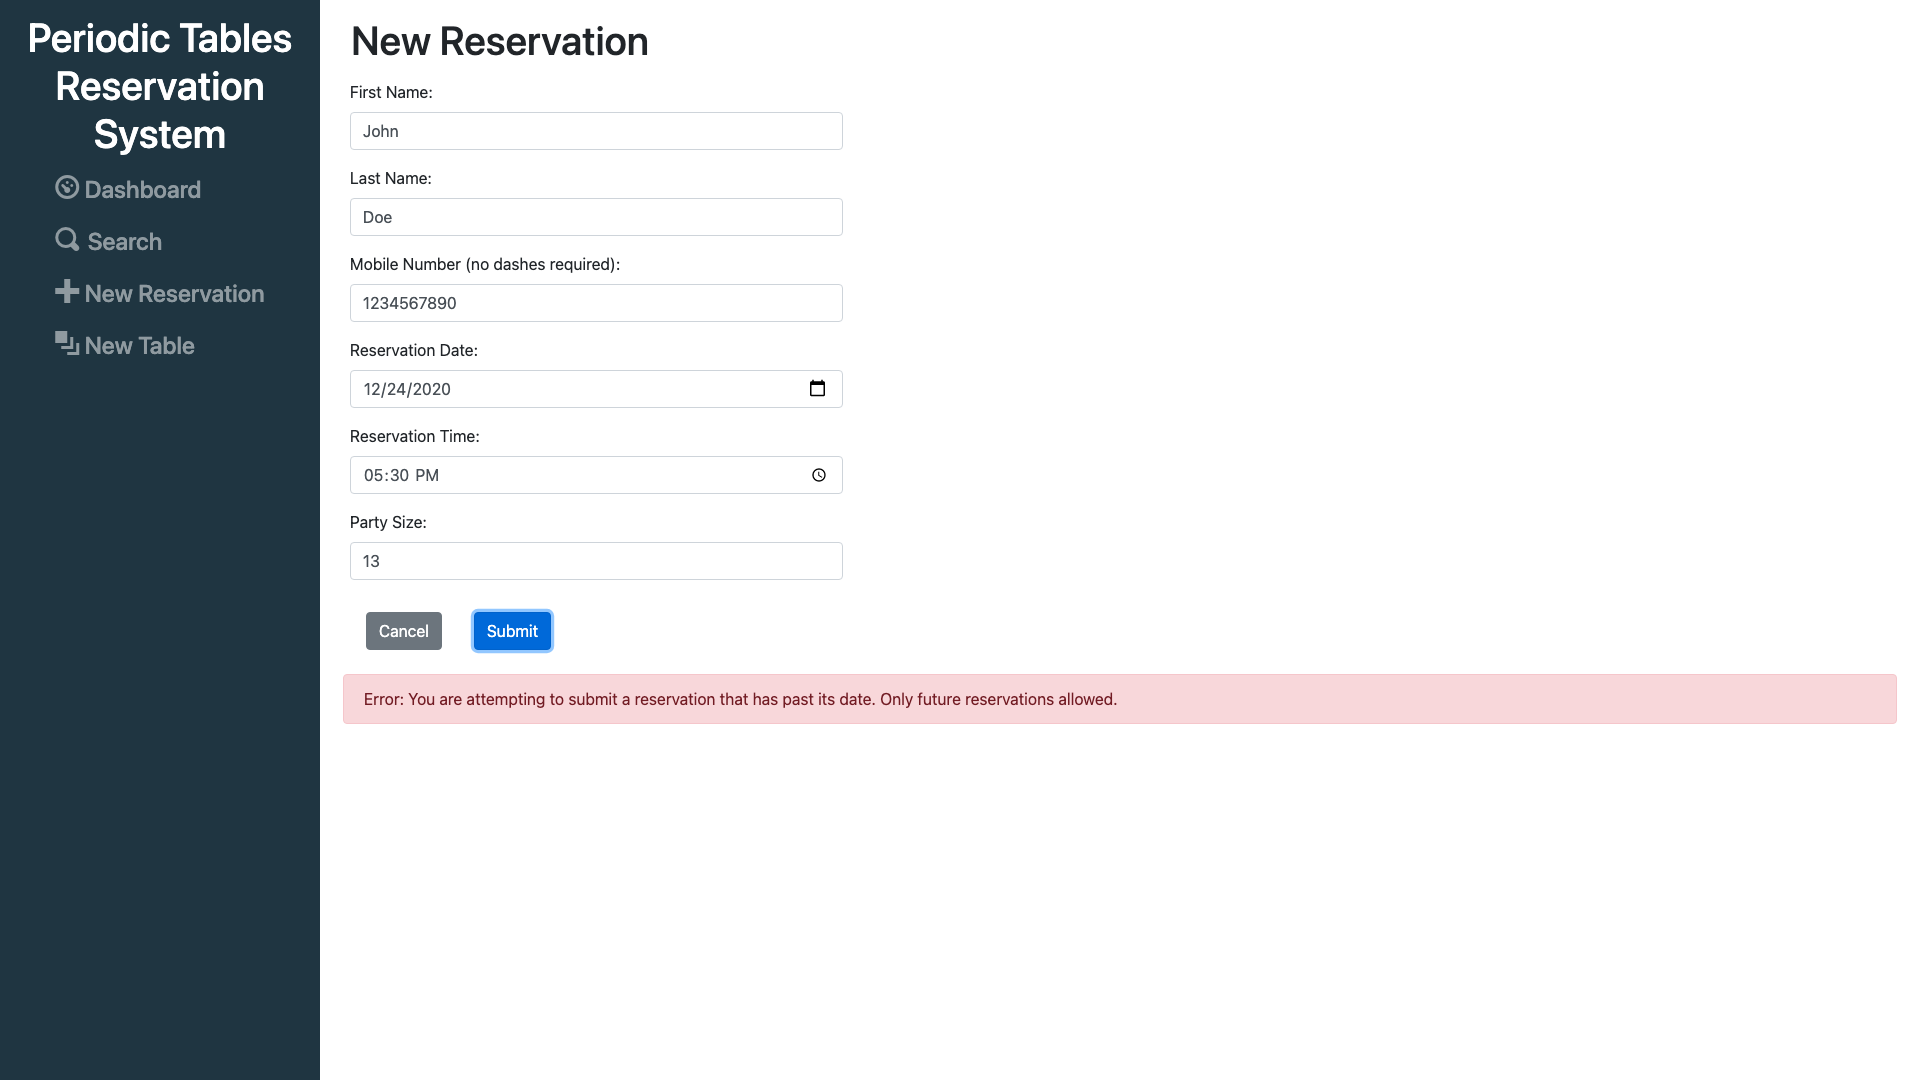 Periodic Tables
Reservation
System
Dashboard
Search
New Reservation
New Table
New Reservation
First Name:
John
Last Name:
Doe
Mobile Number (no dashes required):
1234567890
Reservation Date:
12/24/2020
Reservation Time:
05:30 PM
Party Size:
13
Cancel
Submit
Error: You are attempting to submit a reservation that has past its date. Only future reservations allowed.